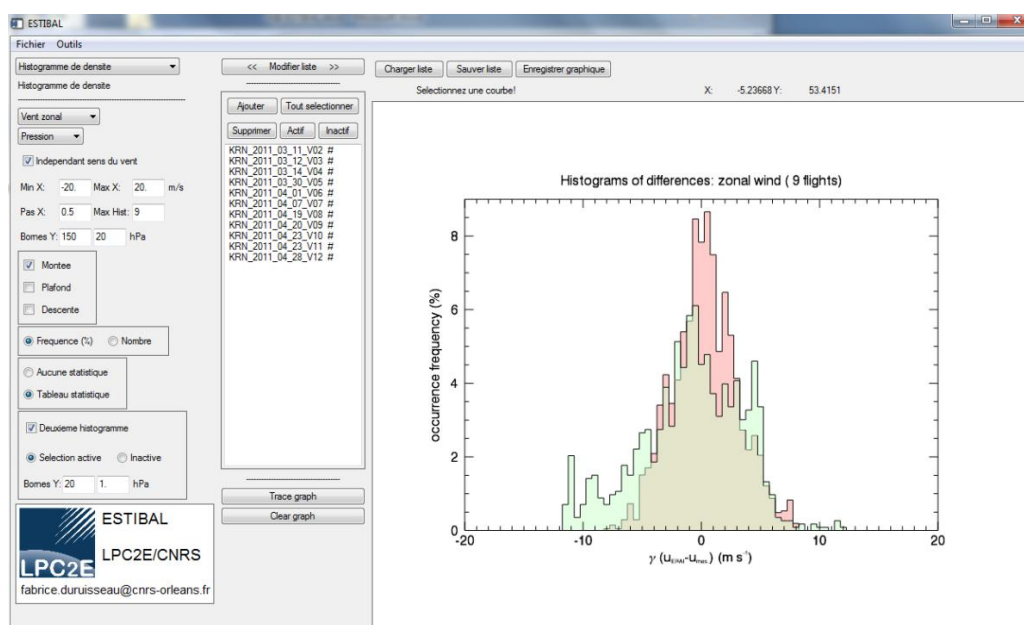 ESTIBAL
Fichier Outils
Histogramme de densite
Histogramme de densite
Vent zonal
Pression
Independant sens du vent
Min X: -20. Max X: 20. m/s
Pas X: 0.5 Max Hist: 9
Bornes Y: 150 20 hPa
Montee
Plafond
Descente
Frequence (%) Nombre
Aucune statistique
Tableau statistique
Deuxieme histogramme
Selection active Inactive
Bornes Y: 20 1. hPa
ESTIBAL
LPC2E/CNRS
LPC2E
fabrice.duruisseau@cnrs-orleans.fr
<< Modifier liste >>
Ajouter Tout selectionner
Supprimer Actif Inactif
KRN_2011_03_11_V02 #
KRN_2011_03_12_V03 #
KRN_2011_03_14_V04 #
KRN_2011_03_30_V05 #
KRN_2011_04_01_V06 #
KRN_2011_04_07_V07 #
KRN_2011_04_19_V08 #
KRN_2011_04_20_V09 #
KRN_2011_04_23_V10 #
KRN_2011_04_23_V11 #
KRN_2011_04_28_V12 #
Trace graph
Clear graph
Charger liste Sauver liste Enregistrer graphique
Selectionnez une courbe! X: -5.23668 Y: 53.4151
Histograms of differences: zonal wind ( 9 flights)
occurrence frequency (%)
8
6
4
2
0
-20 -10 0 10 20
γ (u_ERAI-u_mes.) (m s⁻¹)